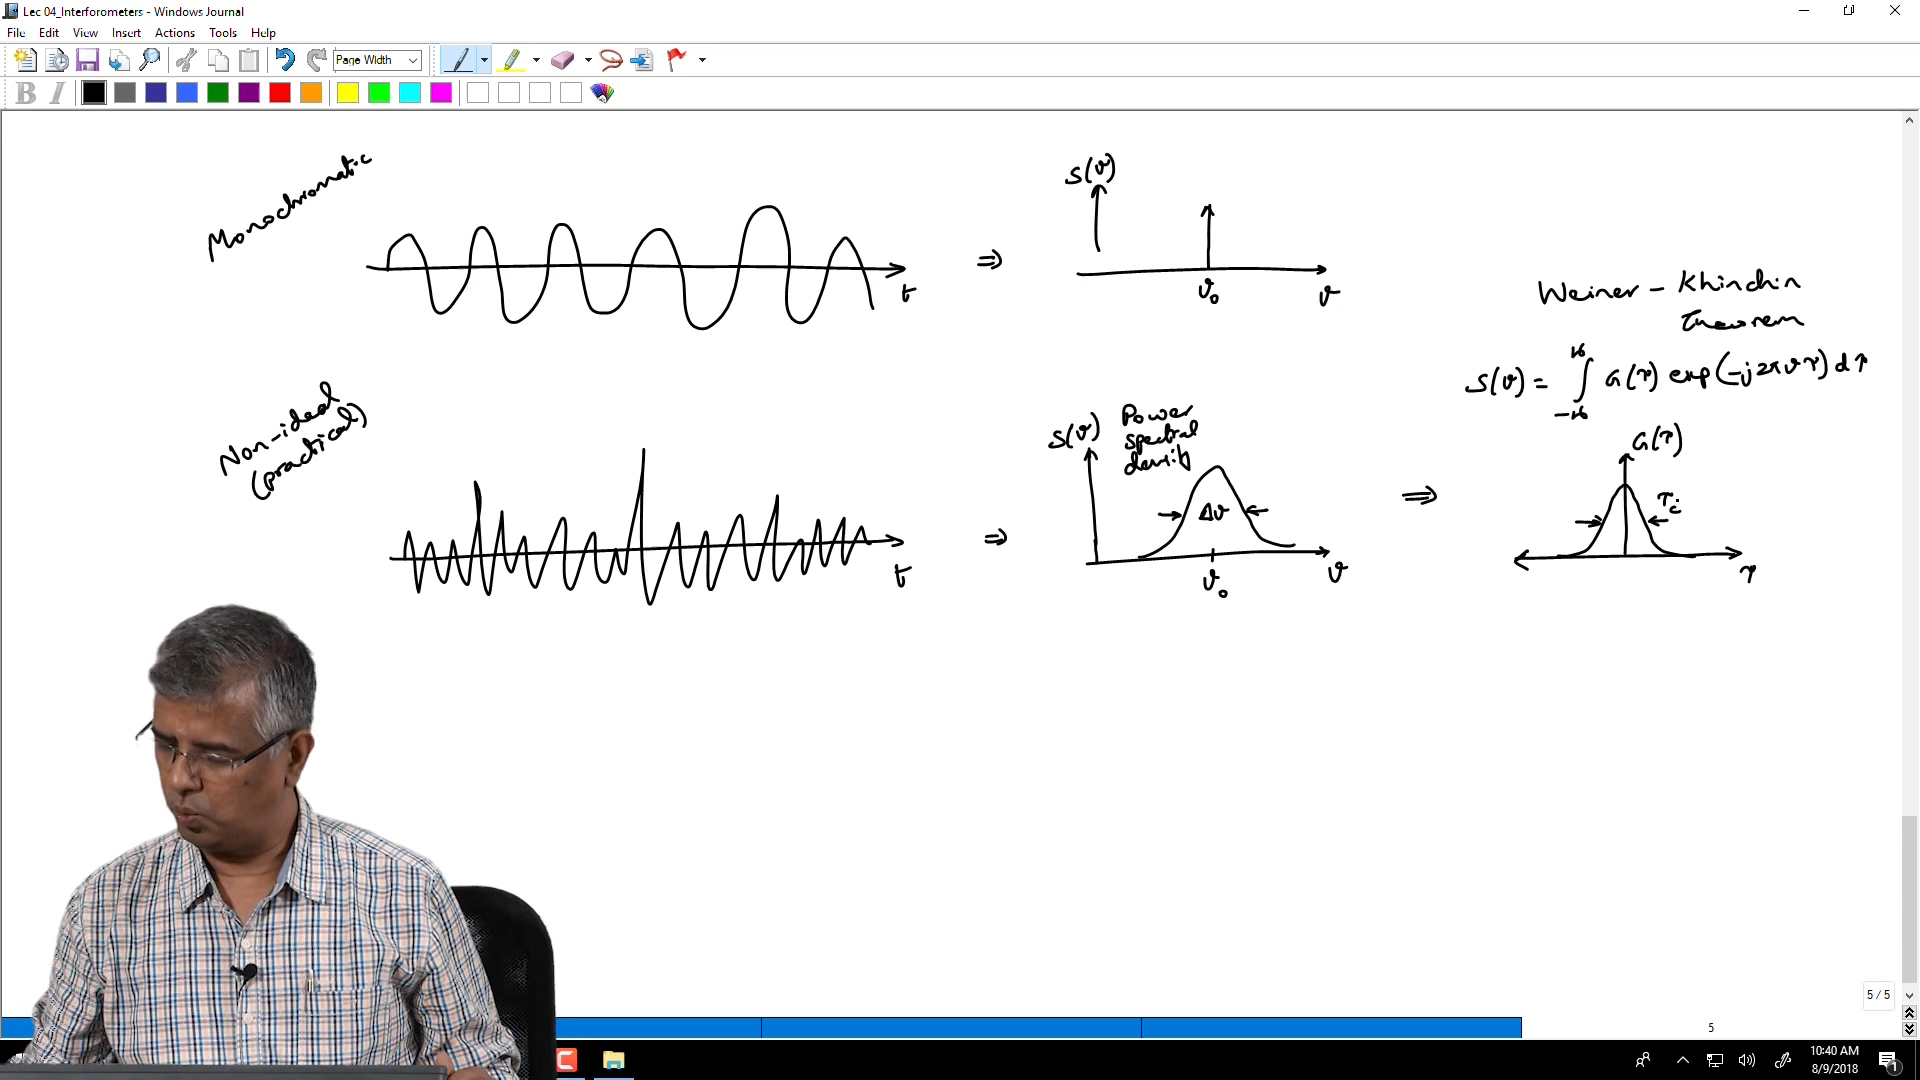 Lec 04_Interforometers - Windows Journal
File Edit View Insert Actions Tools Help
Page Width
B I
Monochromatic
t
⇒
S(ν)
ν₀
ν
Weiner - Khinchin
Theorem
S(ν) = ∫_{-∞}^{∞} G(τ) exp(-j2πντ) dτ
Non-ideal
(practical)
t
⇒
S(ν)
Power
spectral
density
Δν
ν₀
ν
⇒
G(τ)
τc
τ
5 / 5
5
10:40 AM
8/9/2018
1